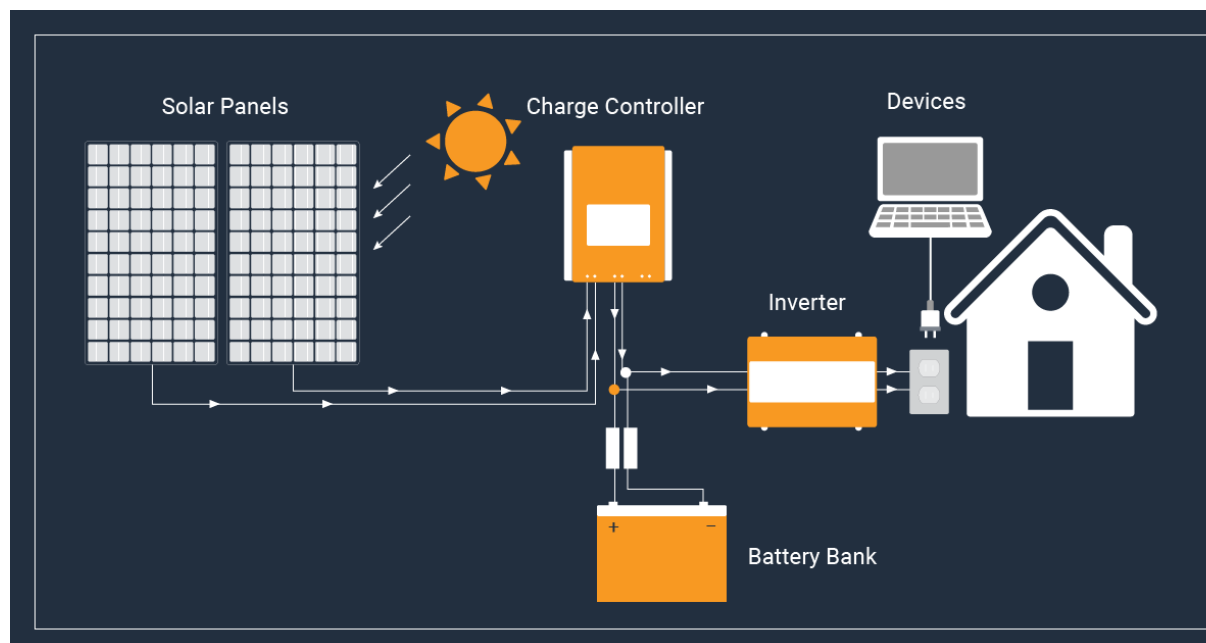 Solar Panels
Charge Controller
Devices
Inverter
+ −
Battery Bank